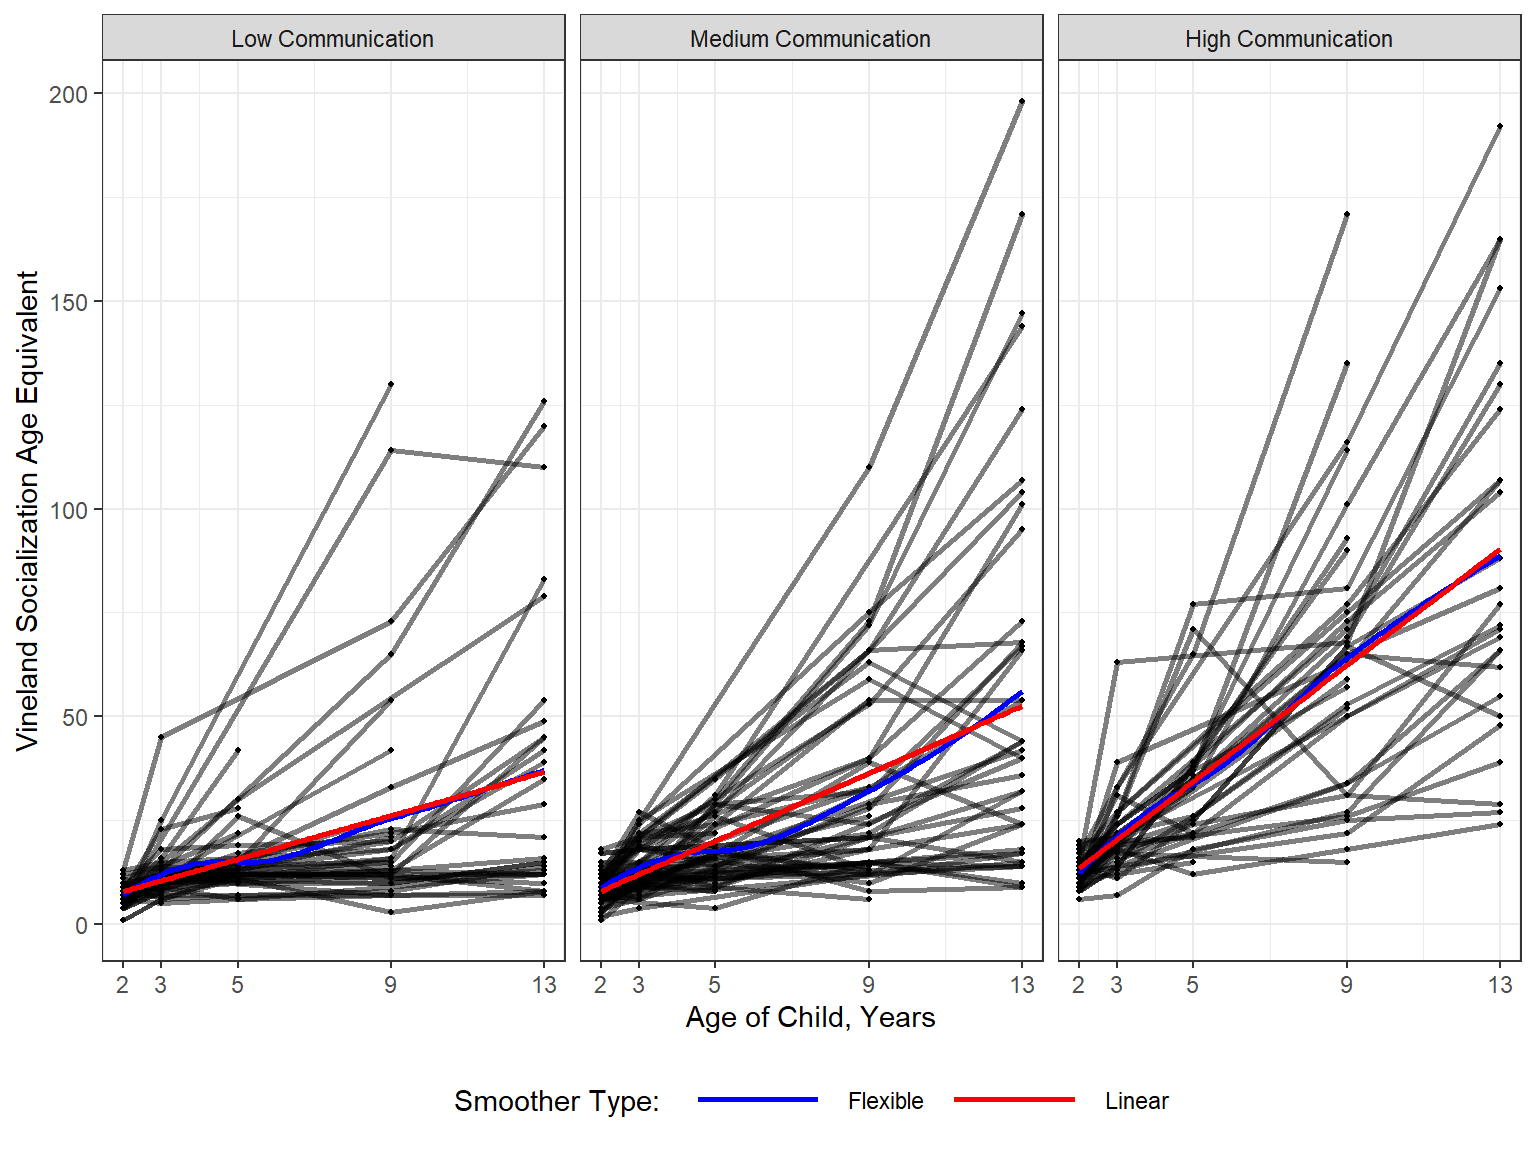 Low Communication
Medium Communication
High Communication
Vineland Socialization Age Equivalent
200
150
100
50
0
2 3 5 9 13
2 3 5 9 13
2 3 5 9 13
Age of Child, Years
Smoother Type: Flexible Linear